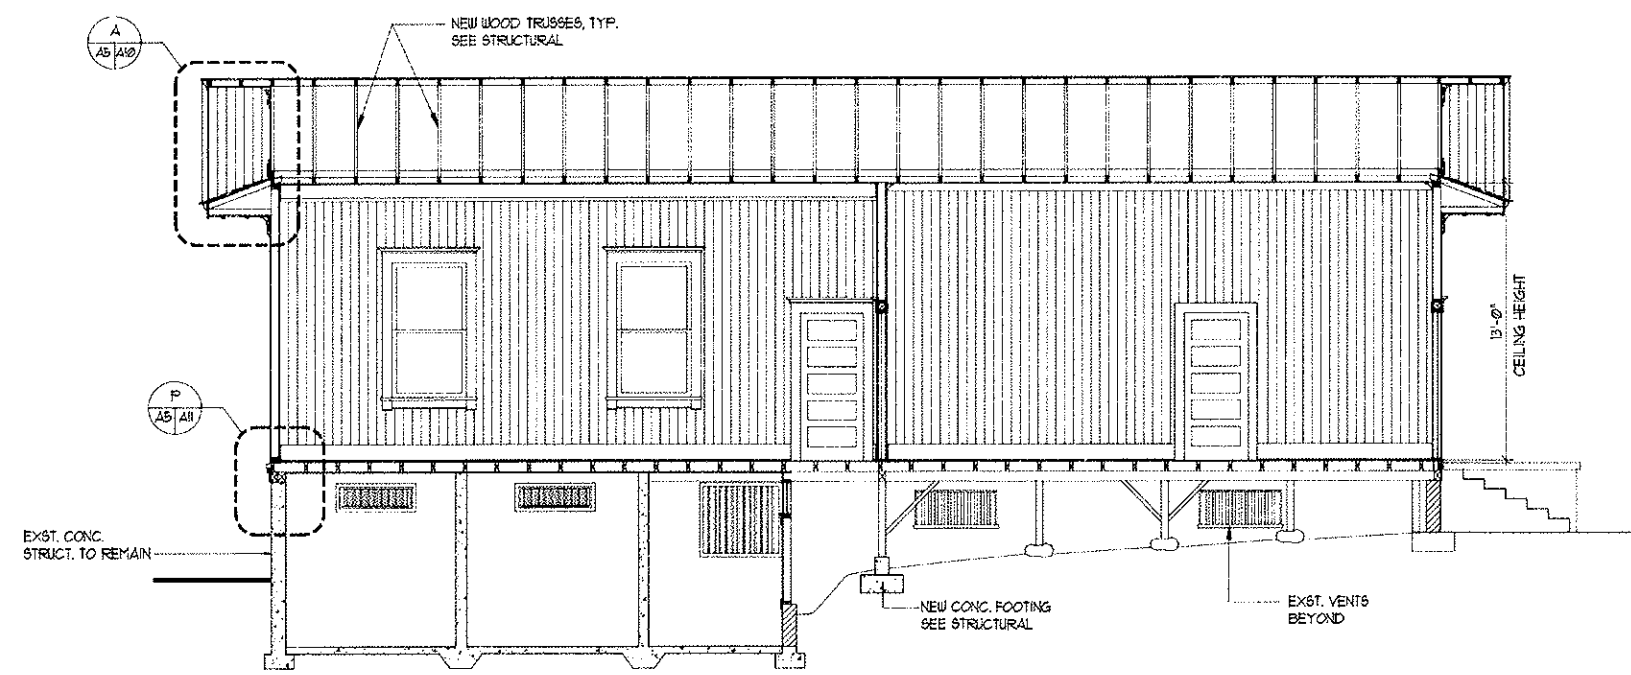 A
A5 A10
NEW WOOD TRUSSES, TYP.
SEE STRUCTURAL
13'-0"
CEILING HEIGHT
P
A5 A11
EXST. CONC.
STRUCT. TO REMAIN
NEW CONC. FOOTING
SEE STRUCTURAL
EXST. VENTS
BEYOND